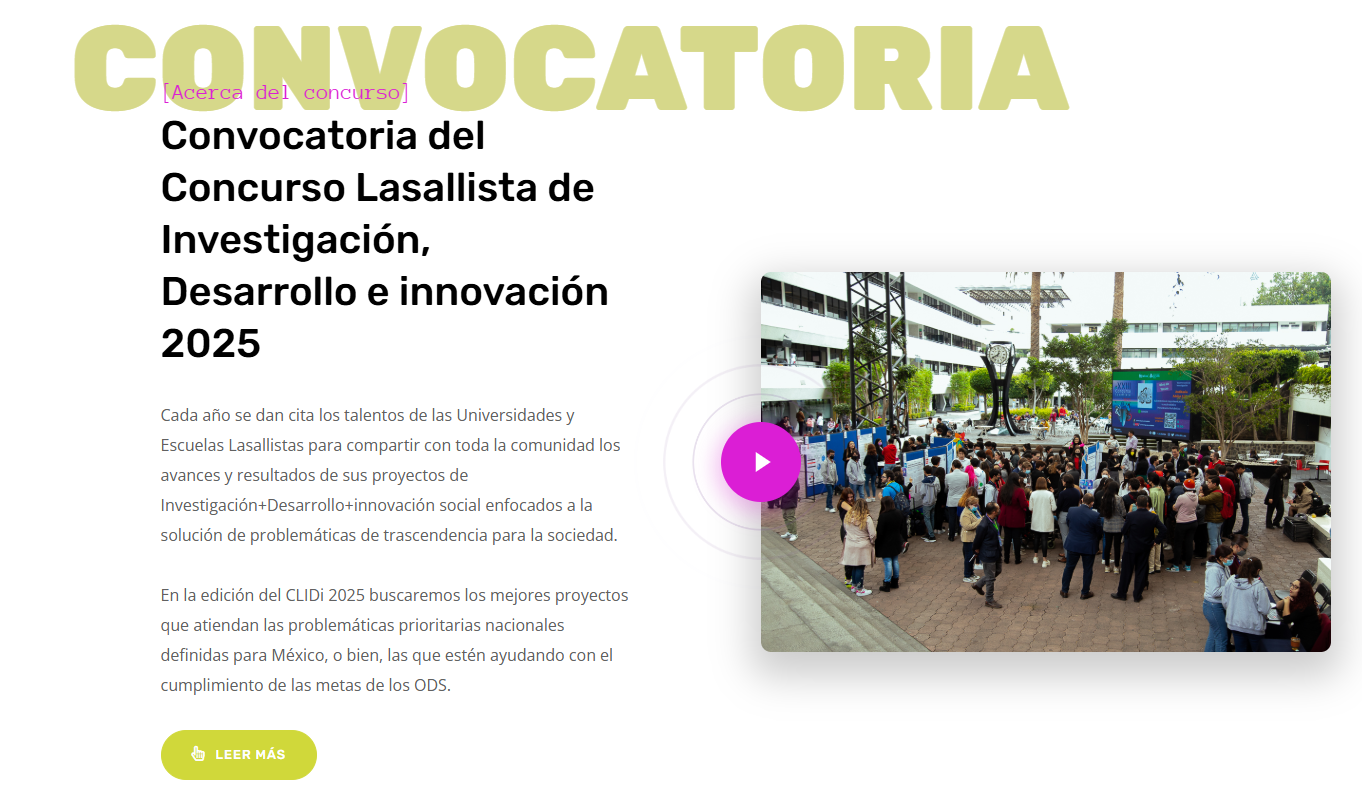 CONVOCATORIA
[Acerca del concurso]
Convocatoria del
Concurso Lasallista de
Investigación,
Desarrollo e innovación
2025
Cada año se dan cita los talentos de las Universidades y
Escuelas Lasallistas para compartir con toda la comunidad los
avances y resultados de sus proyectos de
Investigación+Desarrollo+innovación social enfocados a la
solución de problemáticas de trascendencia para la sociedad.
En la edición del CLIDi 2025 buscaremos los mejores proyectos
que atiendan las problemáticas prioritarias nacionales
definidas para México, o bien, las que estén ayudando con el
cumplimiento de las metas de los ODS.
LEER MÁS